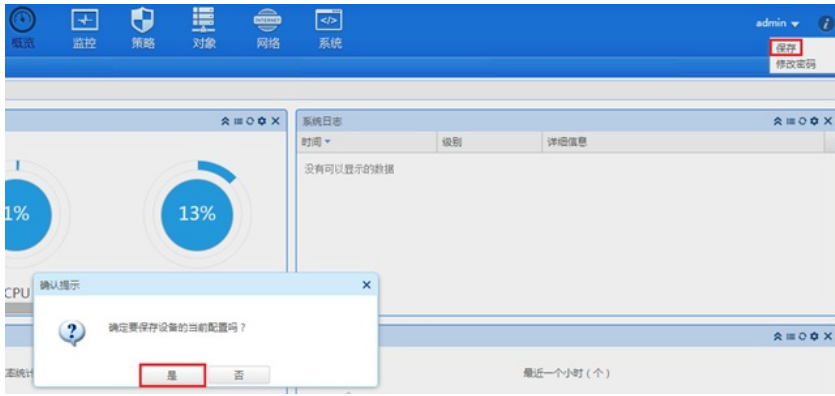 概览 监控 策略 对象 网络 系统
INTERNET
admin
保存
修改密码
系统日志
时间 级别 详细信息
没有可以显示的数据
1% 13%
CPU
确认提示
确定要保存设备的当前配置吗？
是 否
最近一个小时（个）